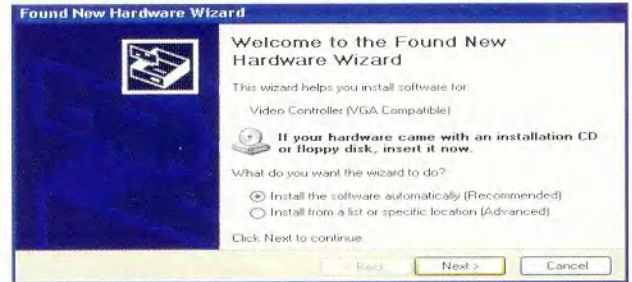 Found New Hardware Wizard
Welcome to the Found New
Hardware Wizard
This wizard helps you install software for:
Video Controller (VGA Compatible)
If your hardware came with an installation CD
or floppy disk, insert it now.
What do you want the wizard to do?
Install the software automatically (Recommended)
Install from a list or specific location (Advanced)
Click Next to continue.
< Back
Next >
Cancel